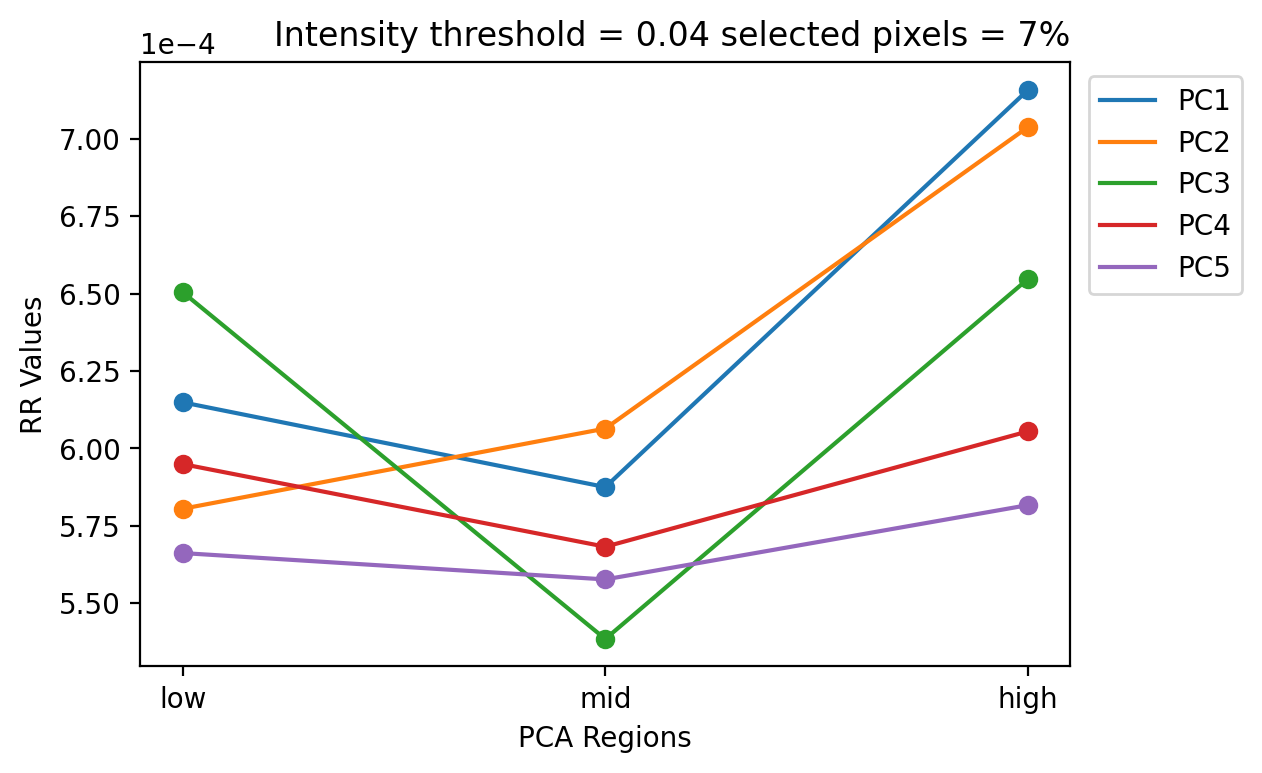 Intensity threshold = 0.04 selected pixels = 7%
1e−4
7.00
6.75
6.50
6.25
6.00
5.75
5.50
RR Values
low
mid
high
PCA Regions
PC1
PC2
PC3
PC4
PC5